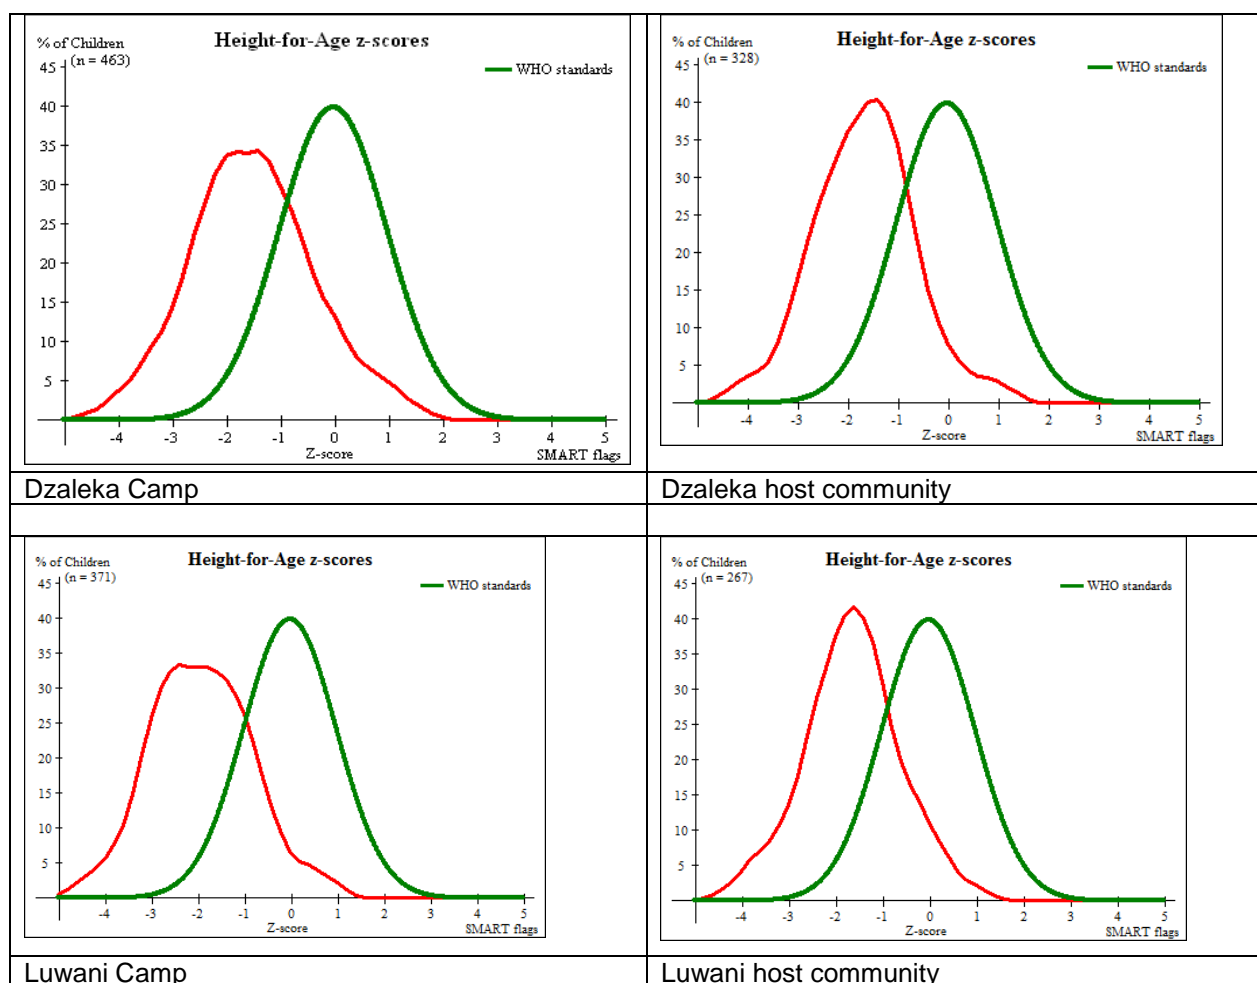 Height-for-Age z-scores
% of Children
(n = 463)
WHO standards
45
40
35
30
25
20
15
10
5
-4 -3 -2 -1 0 1 2 3 4 5
Z-score
SMART flags
Height-for-Age z-scores
% of Children
(n = 328)
WHO standards
45
40
35
30
25
20
15
10
5
-4 -3 -2 -1 0 1 2 3 4 5
Z-score
SMART flags
Dzaleka Camp
Dzaleka host community
Height-for-Age z-scores
% of Children
(n = 371)
WHO standards
45
40
35
30
25
20
15
10
5
-4 -3 -2 -1 0 1 2 3 4 5
Z-score
SMART flags
Height-for-Age z-scores
% of Children
(n = 267)
WHO standards
45
40
35
30
25
20
15
10
5
-4 -3 -2 -1 0 1 2 3 4 5
Z-score
SMART flags
Luwani Camp
Luwani host community